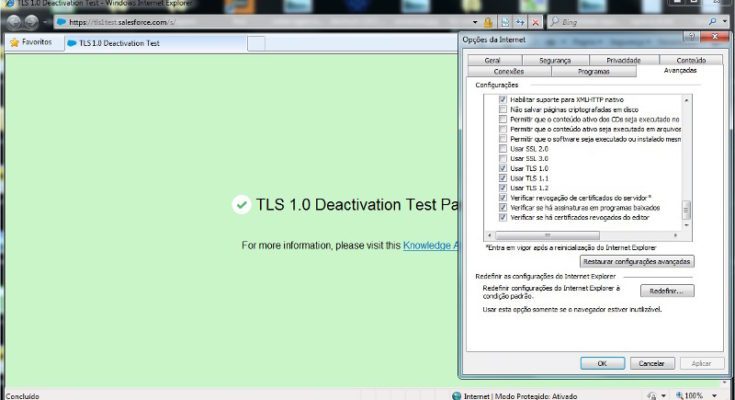 TLS 1.0 Deactivation Test - Windows Internet Explorer
https://tls1test.salesforce.com/s/
Bing
Favoritos
TLS 1.0 Deactivation Test
Opções da Internet
Geral Segurança Privacidade Conteúdo
Conexões Programas Avançadas
Configurações
Habilitar suporte para XMLHTTP nativo
Não salvar páginas criptografadas em disco
Permitir que o conteúdo ativo dos CDs seja executado no
Permitir que o conteúdo ativo seja executado em arquivos
Permitir que o software seja executado ou instalado mesm
Usar SSL 2.0
Usar SSL 3.0
Usar TLS 1.0
Usar TLS 1.1
Usar TLS 1.2
Verificar revogação de certificados do servidor*
Verificar se há assinaturas em programas baixados
Verificar se há certificados revogados do editor
*Entra em vigor após a reinicialização do Internet Explorer
Restaurar configurações avançadas
Redefinir as configurações do Internet Explorer
Redefinir configurações do Internet Explorer à
condição padrão.
Redefinir...
Usar esta opção somente se o navegador estiver inutilizável.
OK Cancelar Aplicar
TLS 1.0 Deactivation Test Pa
For more information, please visit this Knowledge A
Concluído
Internet | Modo Protegido: Ativado
100%